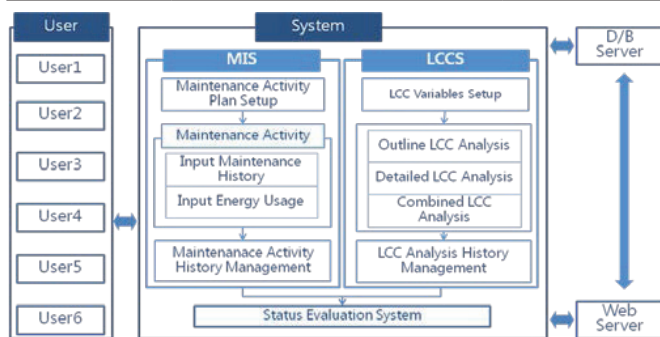 User
User1
User2
User3
User4
User5
User6
System
MIS
Maintenance Activity
Plan Setup
Maintenance Activity
Input Maintenance
History
Input Energy Usage
Maintenanace Activity
History Management
LCCS
LCC Variables Setup
Outline LCC Analysis
Detailed LCC Analysis
Combined LCC
Analysis
LCC Analysis History
Management
Status Evaluation System
D/B
Server
Web
Server